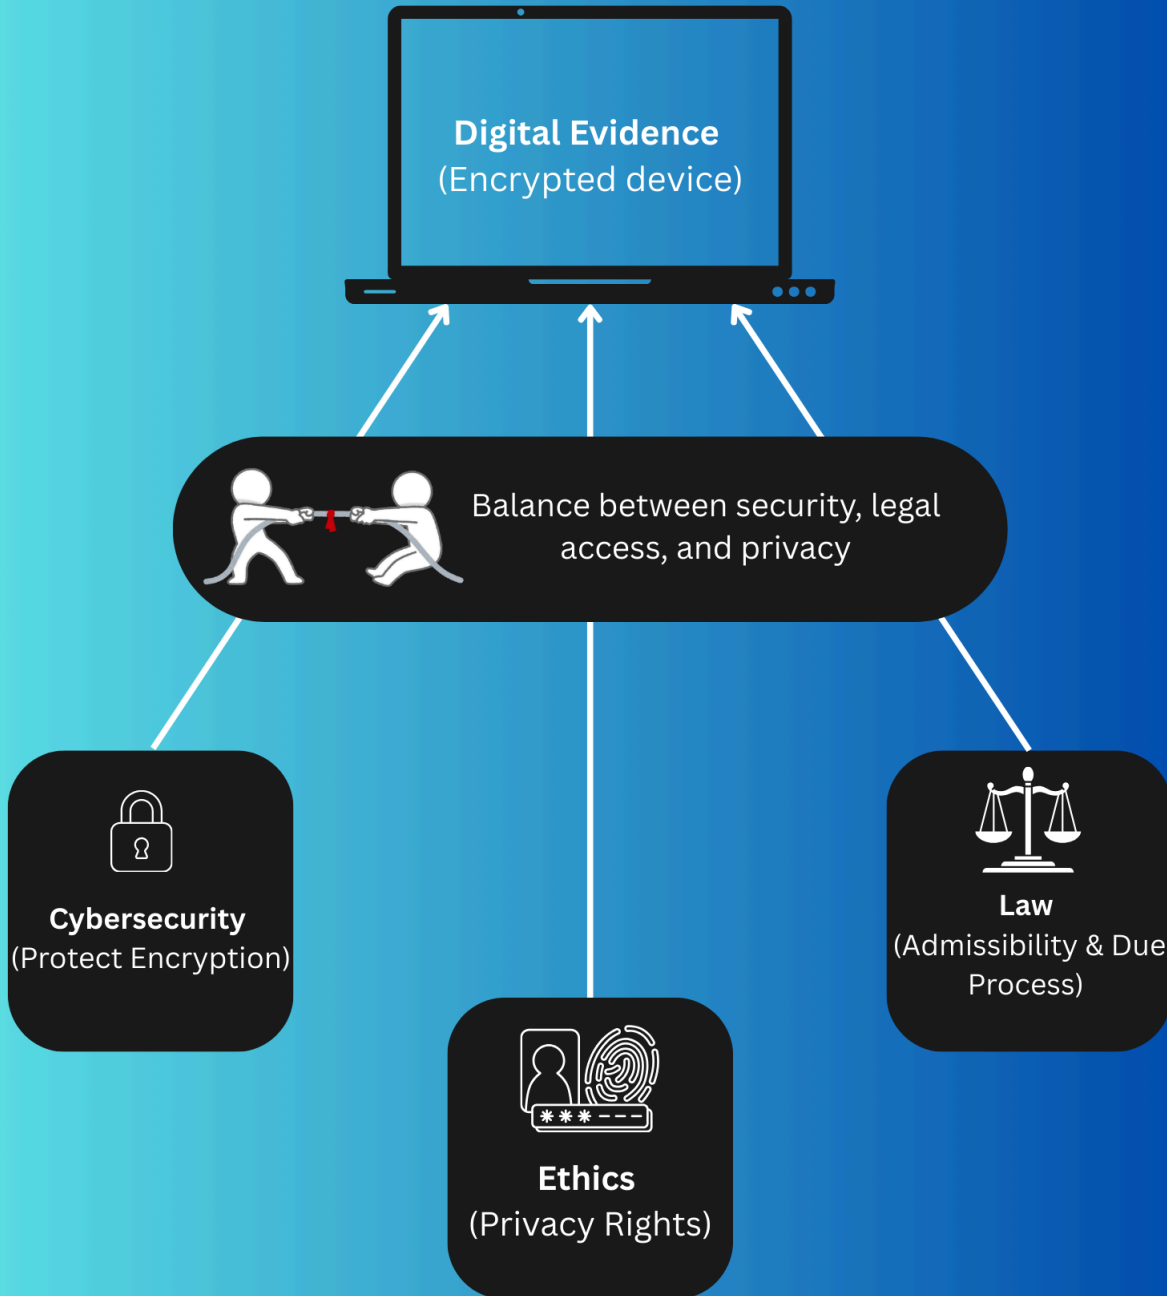 Digital Evidence
(Encrypted device)
Balance between security, legal
access, and privacy
Cybersecurity
(Protect Encryption)
Law
(Admissibility & Due
Process)
***---
Ethics
(Privacy Rights)